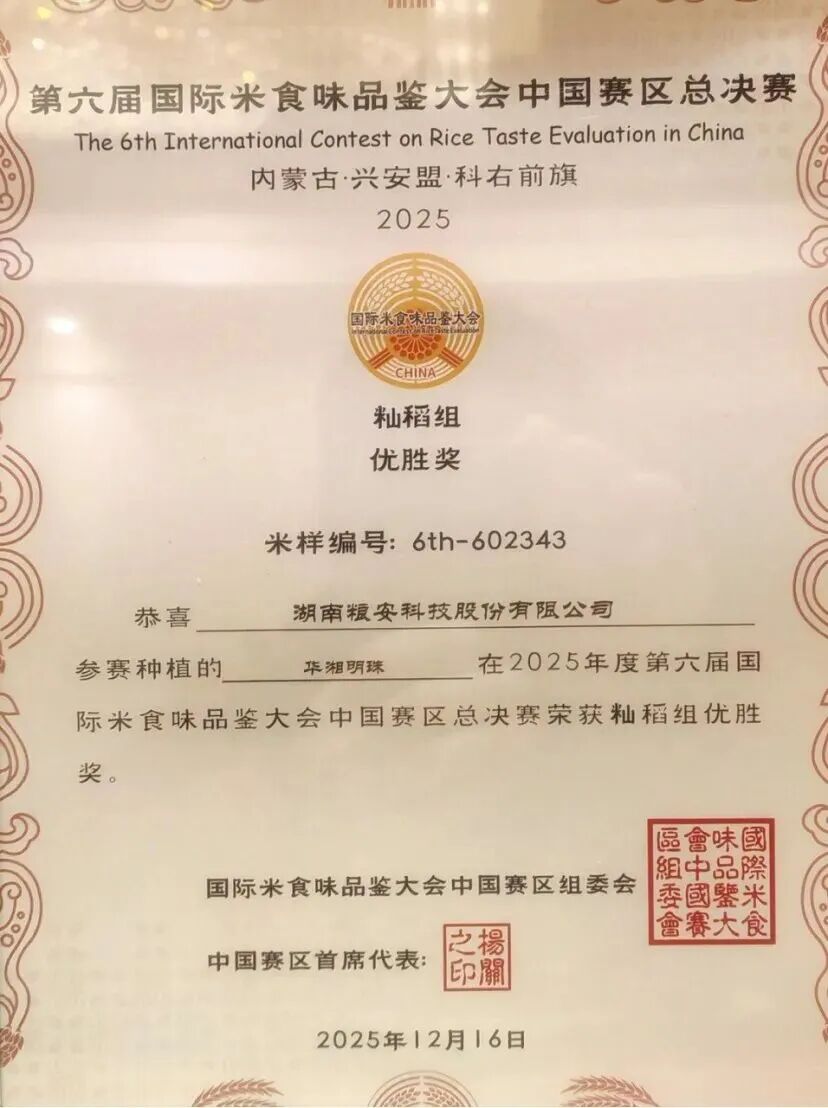 第六届国际米食味品鉴大会中国赛区总决赛
The 6th International Contest on Rice Taste Evaluation in China
内蒙古·兴安盟·科右前旗
2025
国际米食味品鉴大会
International Contest on Rice Taste Evaluation
CHINA
籼稻组
优胜奖
米样编号: 6th-602343
恭喜 湖南粮安科技股份有限公司
参赛种植的 华湘明珠 在2025年度第六届国
际米食味品鉴大会中国赛区总决赛荣获籼稻组优胜
奖。
國際米食
味品鑒大
會中國賽
區組委會
国际米食味品鉴大会中国赛区组委会
中国赛区首席代表:
楊關
之印
2025年12月16日